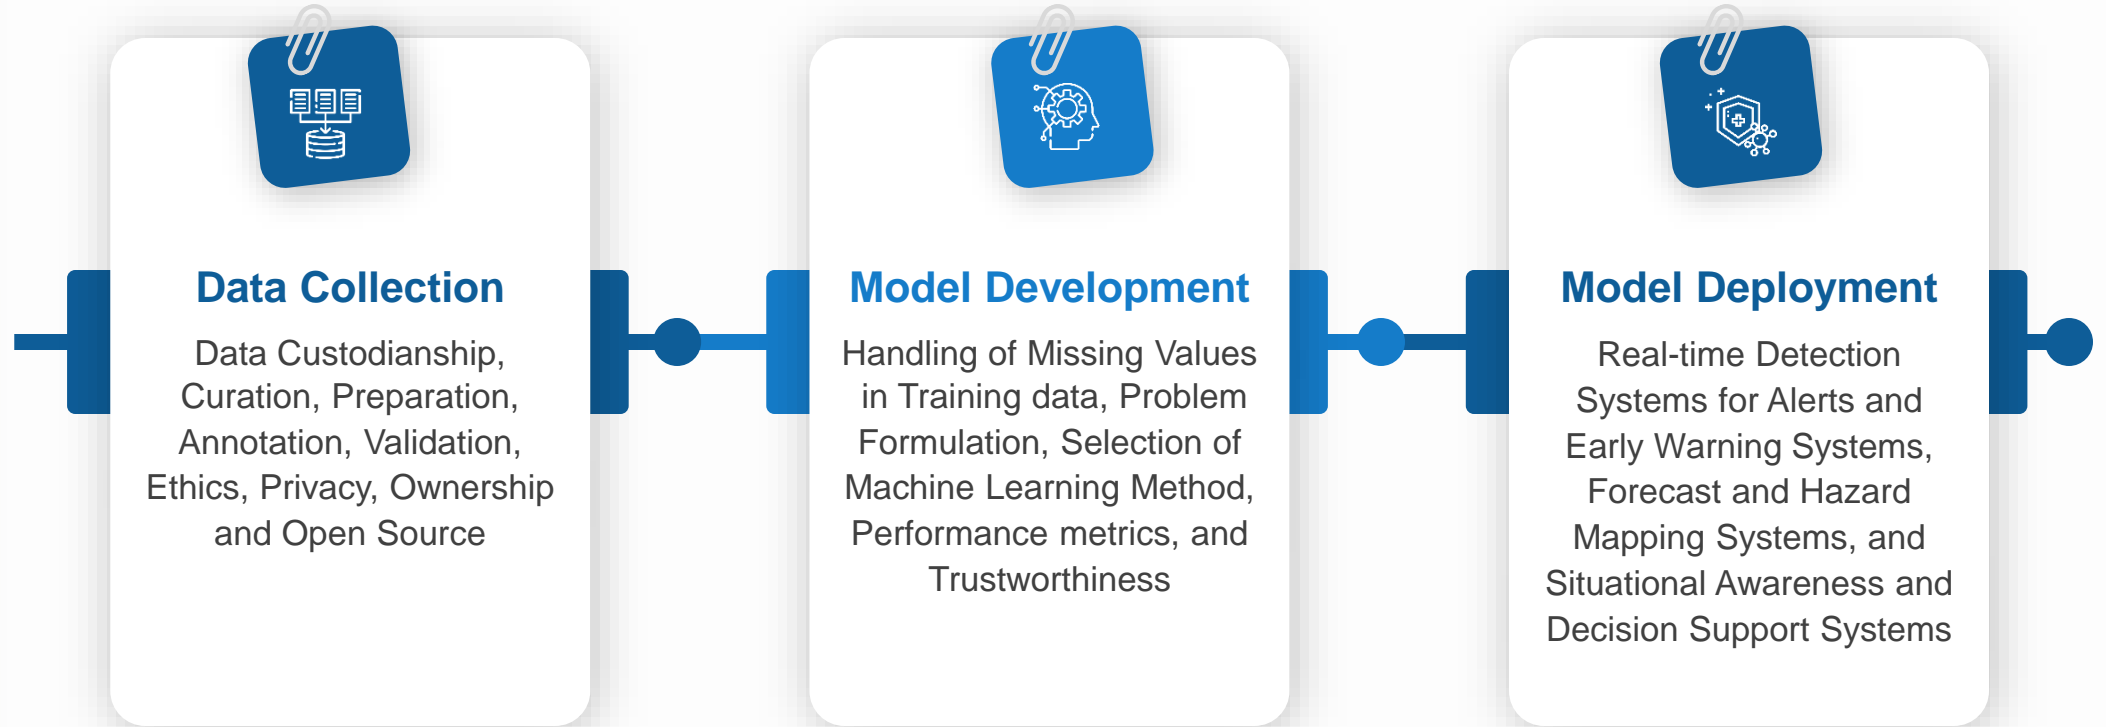 Data Collection
Data Custodianship,
Curation, Preparation,
Annotation, Validation,
Ethics, Privacy, Ownership
and Open Source
Model Development
Handling of Missing Values
in Training data, Problem
Formulation, Selection of
Machine Learning Method,
Performance metrics, and
Trustworthiness
Model Deployment
Real-time Detection
Systems for Alerts and
Early Warning Systems,
Forecast and Hazard
Mapping Systems, and
Situational Awareness and
Decision Support Systems